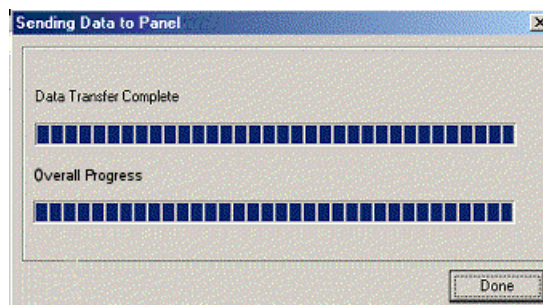 Sending Data to Panel
Data Transfer Complete
Overall Progress
Done